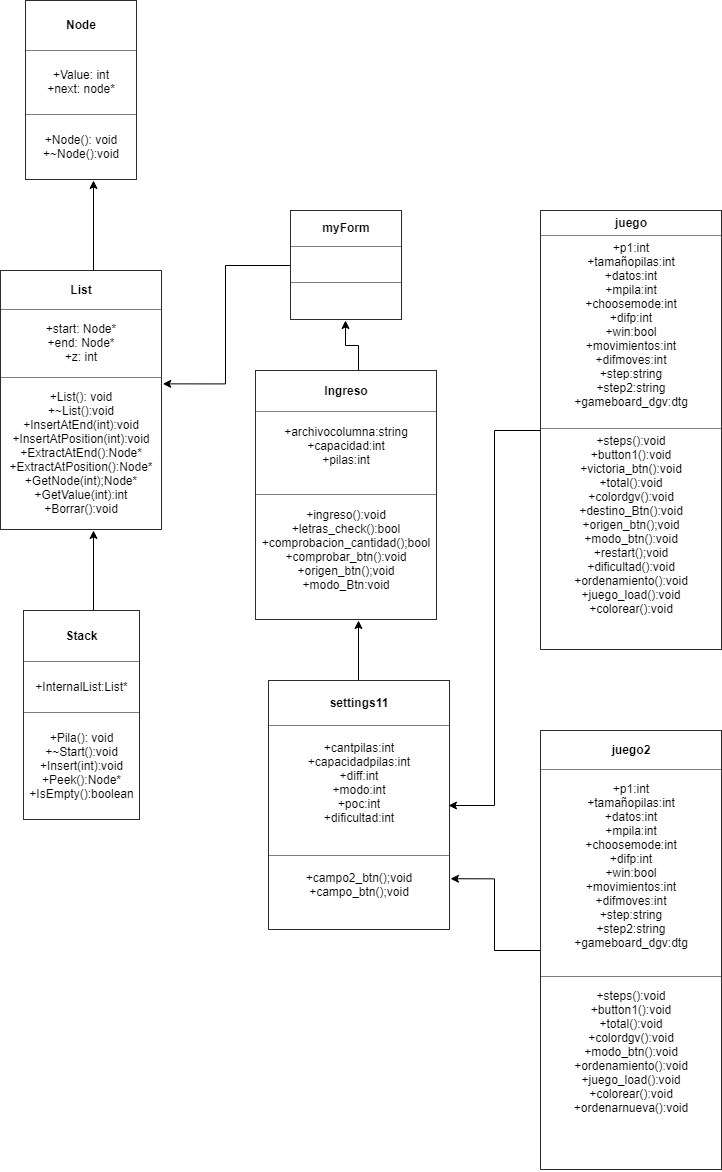 Node
+Value: int
+next: node*
+Node(): void
+~Node():void
List
+start: Node*
+end: Node*
+z: int
+List(): void
+~List():void
+InsertAtEnd(int):void
+InsertAtPosition(int):void
+ExtractAtEnd():Node*
+ExtractAtPosition():Node*
+GetNode(int);Node*
+GetValue(int):int
+Borrar():void
Stack
+InternalList:List*
+Pila(): void
+~Start():void
+Insert(int):void
+Peek():Node*
+IsEmpty():boolean
myForm
Ingreso
+archivocolumna:string
+capacidad:int
+pilas:int
+ingreso():void
+letras_check():bool
+comprobacion_cantidad();bool
+comprobar_btn():void
+origen_btn();void
+modo_Btn:void
settings11
+cantpilas:int
+capacidadpilas:int
+diff:int
+modo:int
+poc:int
+dificultad:int
+campo2_btn();void
+campo_btn();void
juego
+p1:int
+tamañopilas:int
+datos:int
+mpila:int
+choosemode:int
+difp:int
+win:bool
+movimientos:int
+difmoves:int
+step:string
+step2:string
+gameboard_dgv:dtg
+steps():void
+button1():void
+victoria_btn():void
+total():void
+colordgv():void
+destino_Btn():void
+origen_btn();void
+modo_btn():void
+restart();void
+dificultad():void
+ordenamiento():void
+juego_load():void
+colorear():void
juego2
+p1:int
+tamañopilas:int
+datos:int
+mpila:int
+choosemode:int
+difp:int
+win:bool
+movimientos:int
+difmoves:int
+step:string
+step2:string
+gameboard_dgv:dtg
+steps():void
+button1():void
+total():void
+colordgv():void
+modo_btn():void
+ordenamiento():void
+juego_load():void
+colorear():void
+ordenarnueva():void